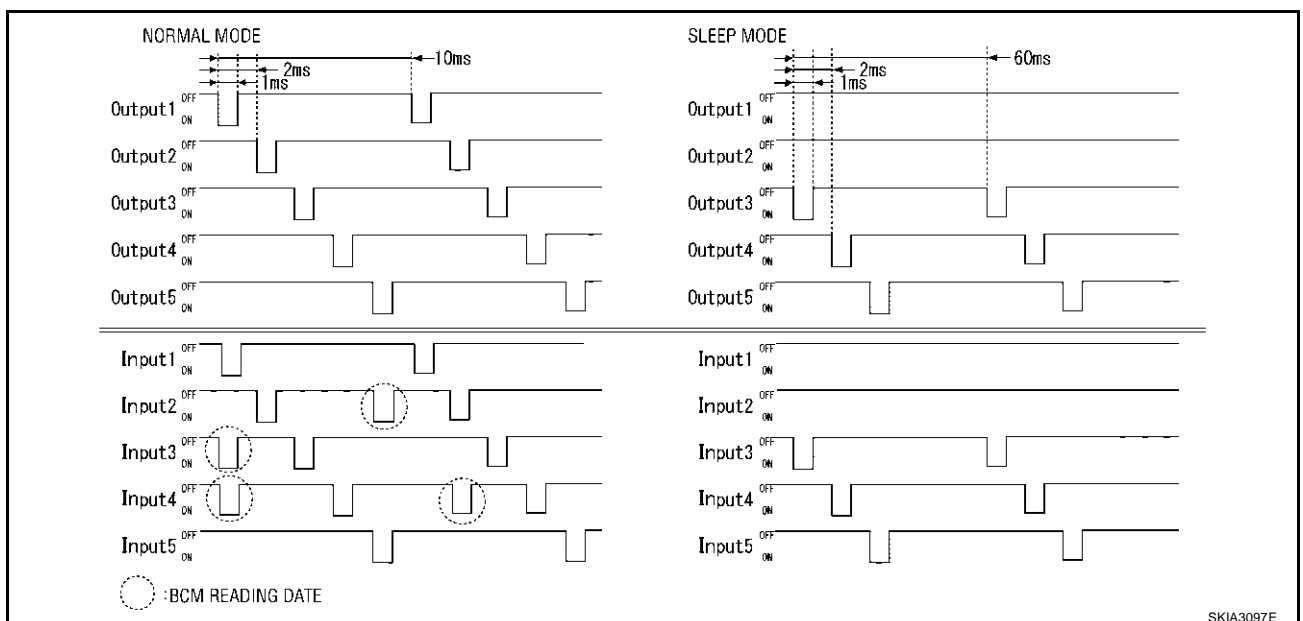 NORMAL MODE
10ms
2ms
1ms
Output1 OFF ON
Output2 OFF ON
Output3 OFF ON
Output4 OFF ON
Output5 OFF ON
Input1 OFF ON
Input2 OFF ON
Input3 OFF ON
Input4 OFF ON
Input5 OFF ON
:BCM READING DATE
SLEEP MODE
60ms
2ms
1ms
Output1 OFF ON
Output2 OFF ON
Output3 OFF ON
Output4 OFF ON
Output5 OFF ON
Input1 OFF ON
Input2 OFF ON
Input3 OFF ON
Input4 OFF ON
Input5 OFF ON
SKIA3097E